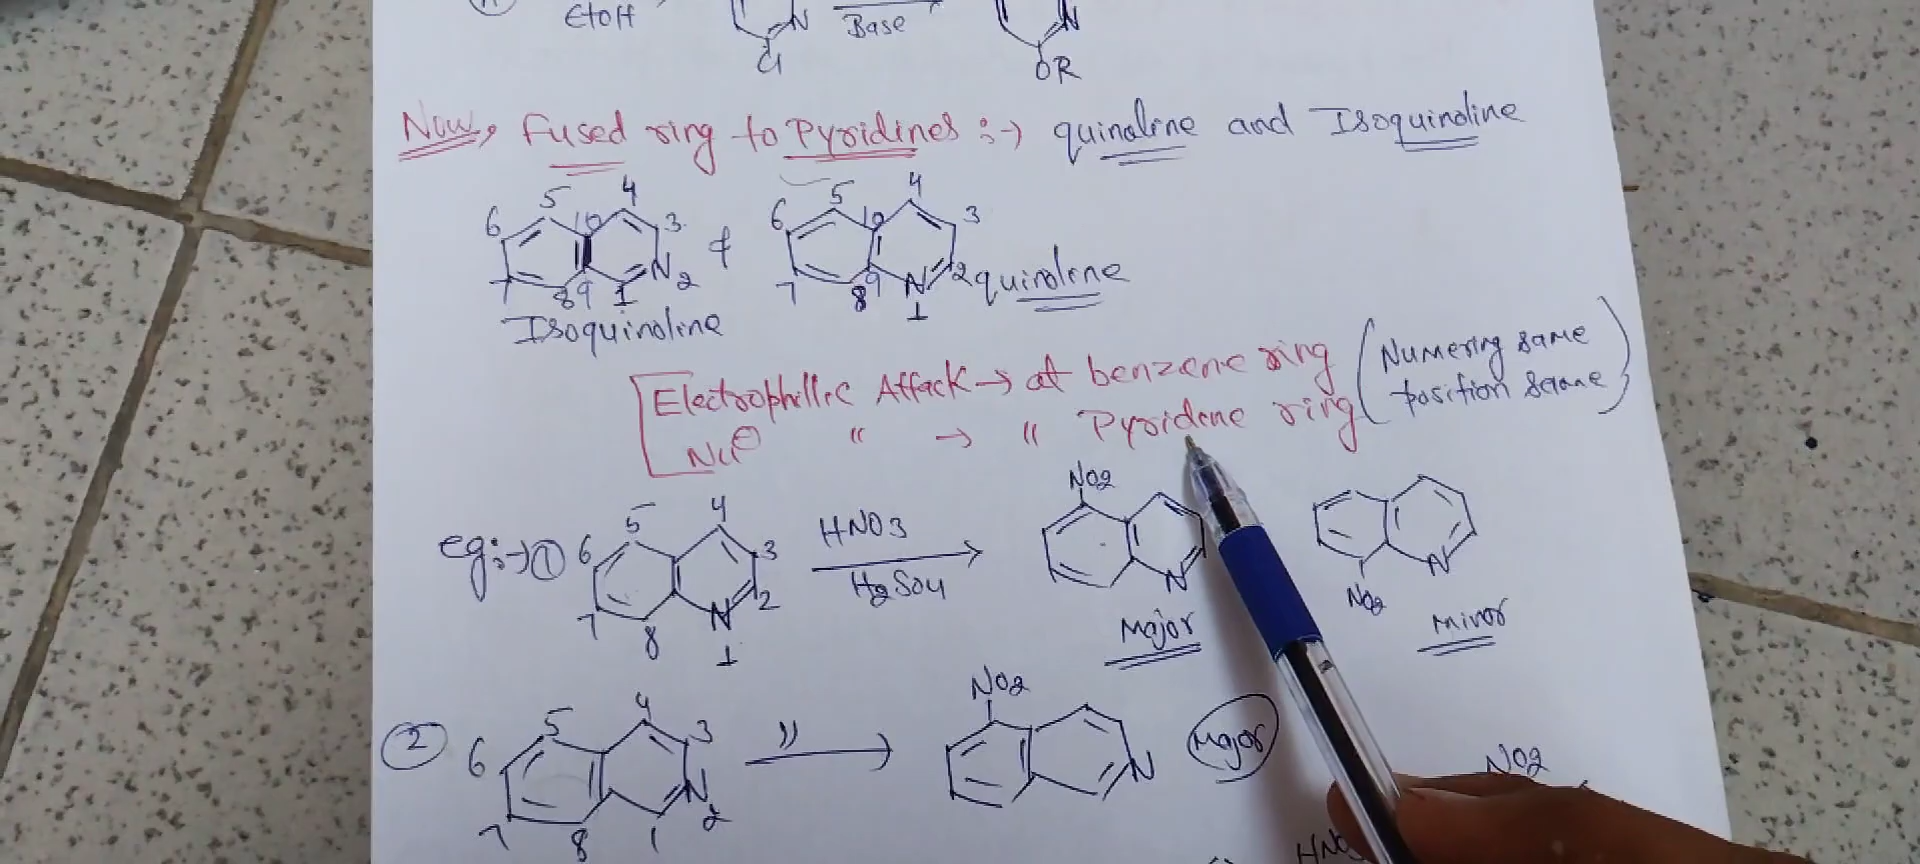 EtOH N Base N
Cl OR
Now, Fused ring to Pyridines :→ quinoline and Isoquinoline
5 4 5 4
6 10 3 & 6 10 3
7 8 9 1 N 2 7 8 9 N 2 quinoline
1
Isoquinoline
Electrophillic Attack → at benzene ring (Numering same
Nu⊖ " → " Pyridine ring position same)
NO2
eg:→ ① 6 5 4 3 HNO3
7 8 N 2 H2SO4 N N
1 NO2
Major Minor
NO2
② 6 5 4 3 " N Major
7 8 1 N 2
NO2
HNO3